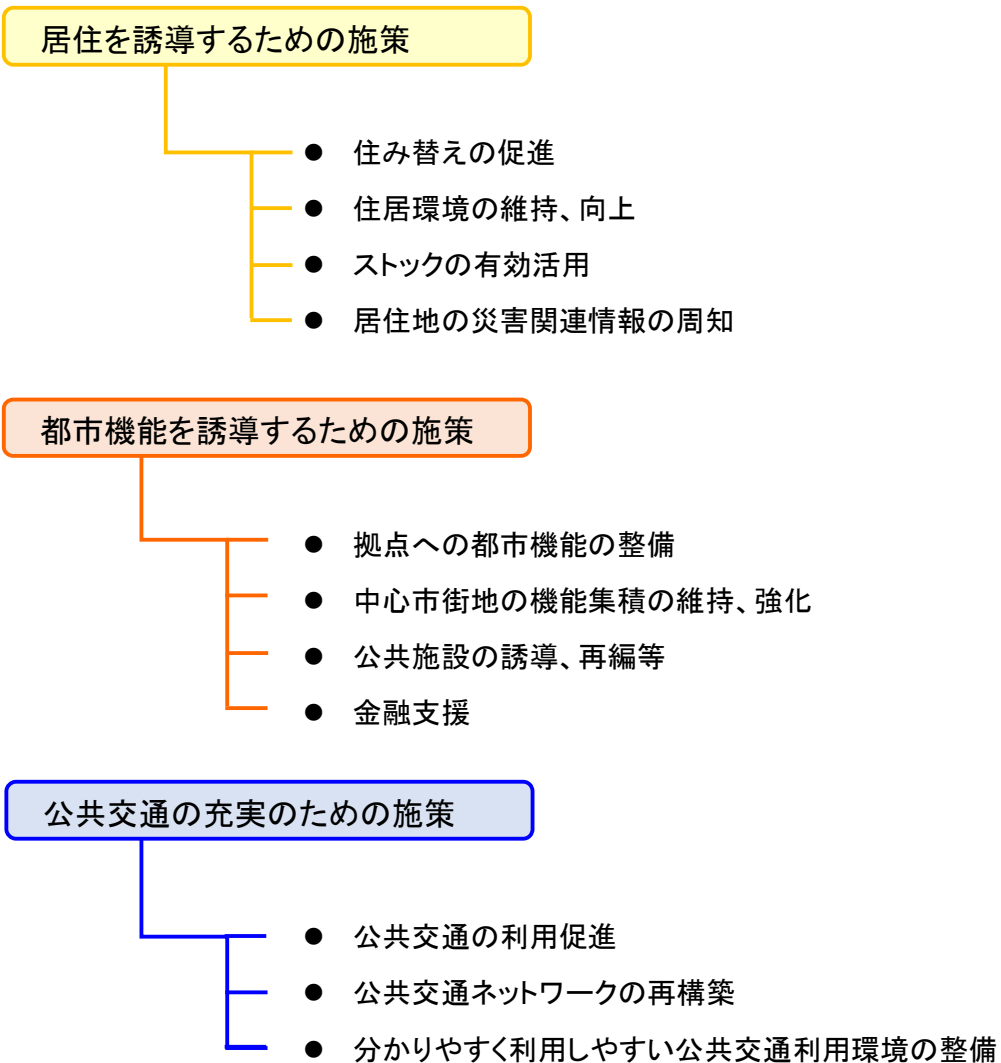 居住を誘導するための施策
● 住み替えの促進
● 住居環境の維持、向上
● ストックの有効活用
● 居住地の災害関連情報の周知
都市機能を誘導するための施策
● 拠点への都市機能の整備
● 中心市街地の機能集積の維持、強化
● 公共施設の誘導、再編等
● 金融支援
公共交通の充実のための施策
● 公共交通の利用促進
● 公共交通ネットワークの再構築
● 分かりやすく利用しやすい公共交通利用環境の整備